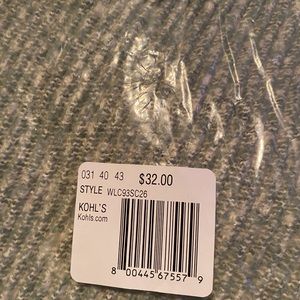 031 40 43 $32.00
STYLE WLC93SC26
KOHL'S
Kohls.com
8 00445 67557 9